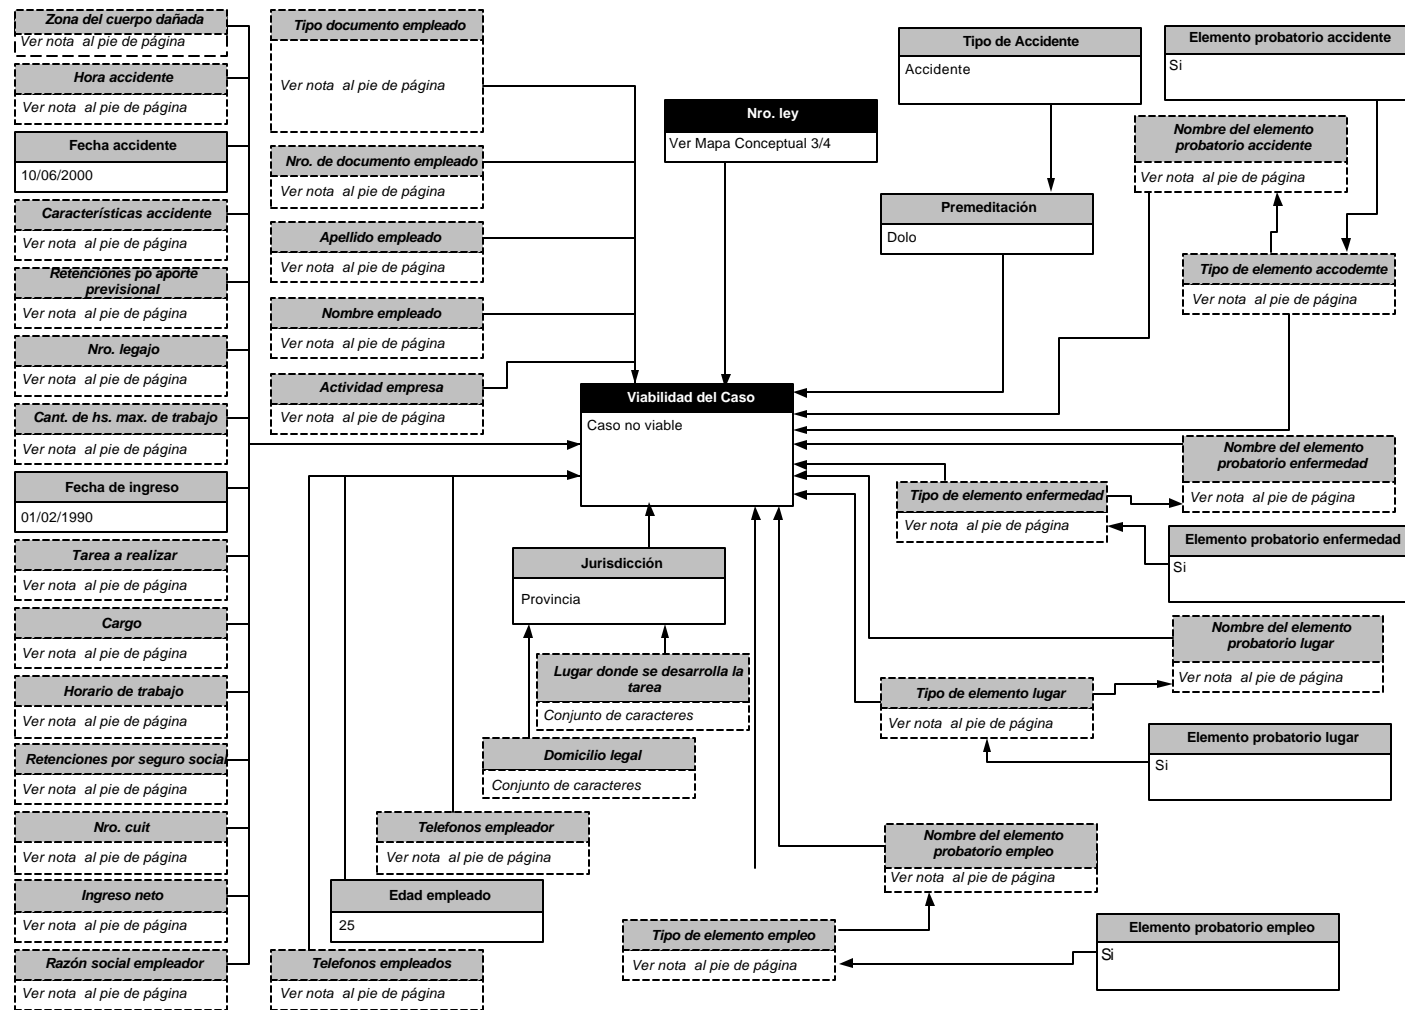 Zona del cuerpo dañada
Ver nota al pie de página
Hora accidente
Ver nota al pie de página
Fecha accidente
10/06/2000
Características accidente
Ver nota al pie de página
Retenciones po aporte
previsional
Ver nota al pie de página
Nro. legajo
Ver nota al pie de página
Cant. de hs. max. de trabajo
Ver nota al pie de página
Fecha de ingreso
01/02/1990
Tarea a realizar
Ver nota al pie de página
Cargo
Ver nota al pie de página
Horario de trabajo
Ver nota al pie de página
Retenciones por seguro social
Ver nota al pie de página
Nro. cuit
Ver nota al pie de página
Ingreso neto
Ver nota al pie de página
Razón social empleador
Ver nota al pie de página
Tipo documento empleado
Ver nota al pie de página
Nro. de documento empleado
Ver nota al pie de página
Apellido empleado
Ver nota al pie de página
Nombre empleado
Ver nota al pie de página
Actividad empresa
Ver nota al pie de página
Nro. ley
Ver Mapa Conceptual 3/4
Viabilidad del Caso
Caso no viable
Jurisdicción
Provincia
Lugar donde se desarrolla la
tarea
Conjunto de caracteres
Domicilio legal
Conjunto de caracteres
Telefonos empleador
Ver nota al pie de página
Edad empleado
25
Telefonos empleados
Ver nota al pie de página
Tipo de Accidente
Accidente
Elemento probatorio accidente
Si
Nombre del elemento
probatorio accidente
Ver nota al pie de página
Premeditación
Dolo
Tipo de elemento accodemte
Ver nota al pie de página
Nombre del elemento
probatorio enfermedad
Ver nota al pie de página
Tipo de elemento enfermedad
Ver nota al pie de página
Elemento probatorio enfermedad
Si
Nombre del elemento
probatorio lugar
Ver nota al pie de página
Tipo de elemento lugar
Ver nota al pie de página
Elemento probatorio lugar
Si
Nombre del elemento
probatorio empleo
Ver nota al pie de página
Tipo de elemento empleo
Ver nota al pie de página
Elemento probatorio empleo
Si